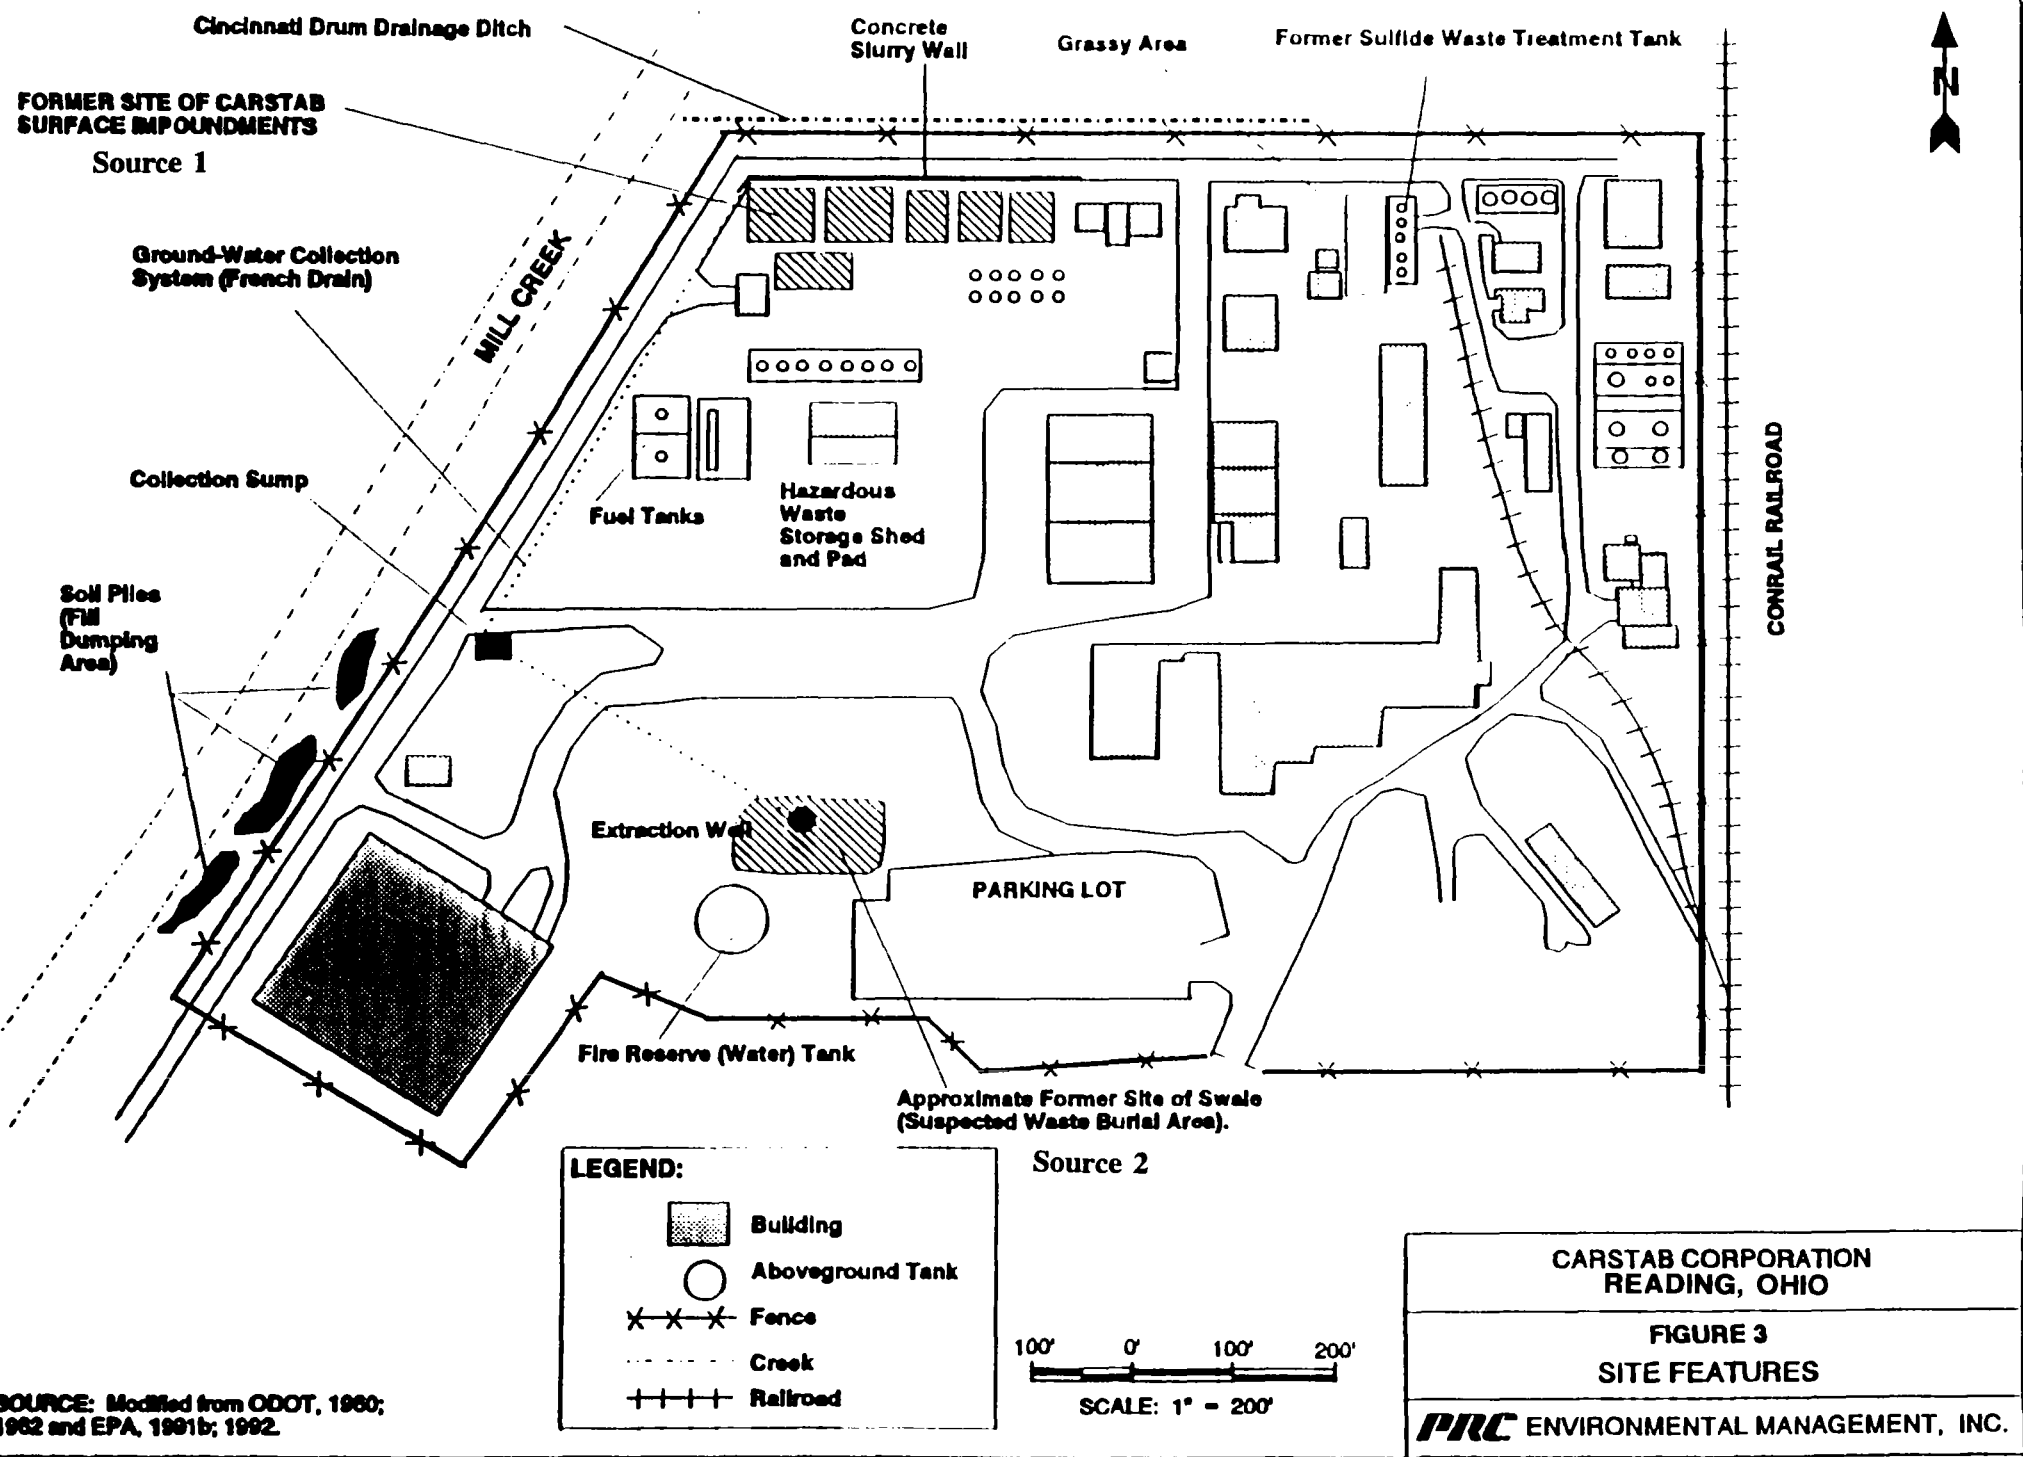 Cincinnati Drum Drainage Ditch
Concrete
Slurry Wall
Grassy Area
Former Sulfide Waste Treatment Tank
N
FORMER SITE OF CARSTAB
SURFACE IMPOUNDMENTS
Source 1
Ground-Water Collection
System (French Drain)
MILL CREEK
Collection Sump
Fuel Tanks
Hazardous
Waste
Storage Shed
and Pad
CONRAIL RAILROAD
Soil Piles
(Fill
Dumping
Area)
Extraction Well
PARKING LOT
Fire Reserve (Water) Tank
Approximate Former Site of Swale
(Suspected Waste Burial Area).
Source 2
LEGEND:
Building
Aboveground Tank
Fence
Creek
Railroad
100' 0' 100' 200'
SCALE: 1" = 200'
SOURCE: Modified from ODOT, 1960;
1962 and EPA, 1991b; 1992.
CARSTAB CORPORATION
READING, OHIO
FIGURE 3
SITE FEATURES
PRC ENVIRONMENTAL MANAGEMENT, INC.